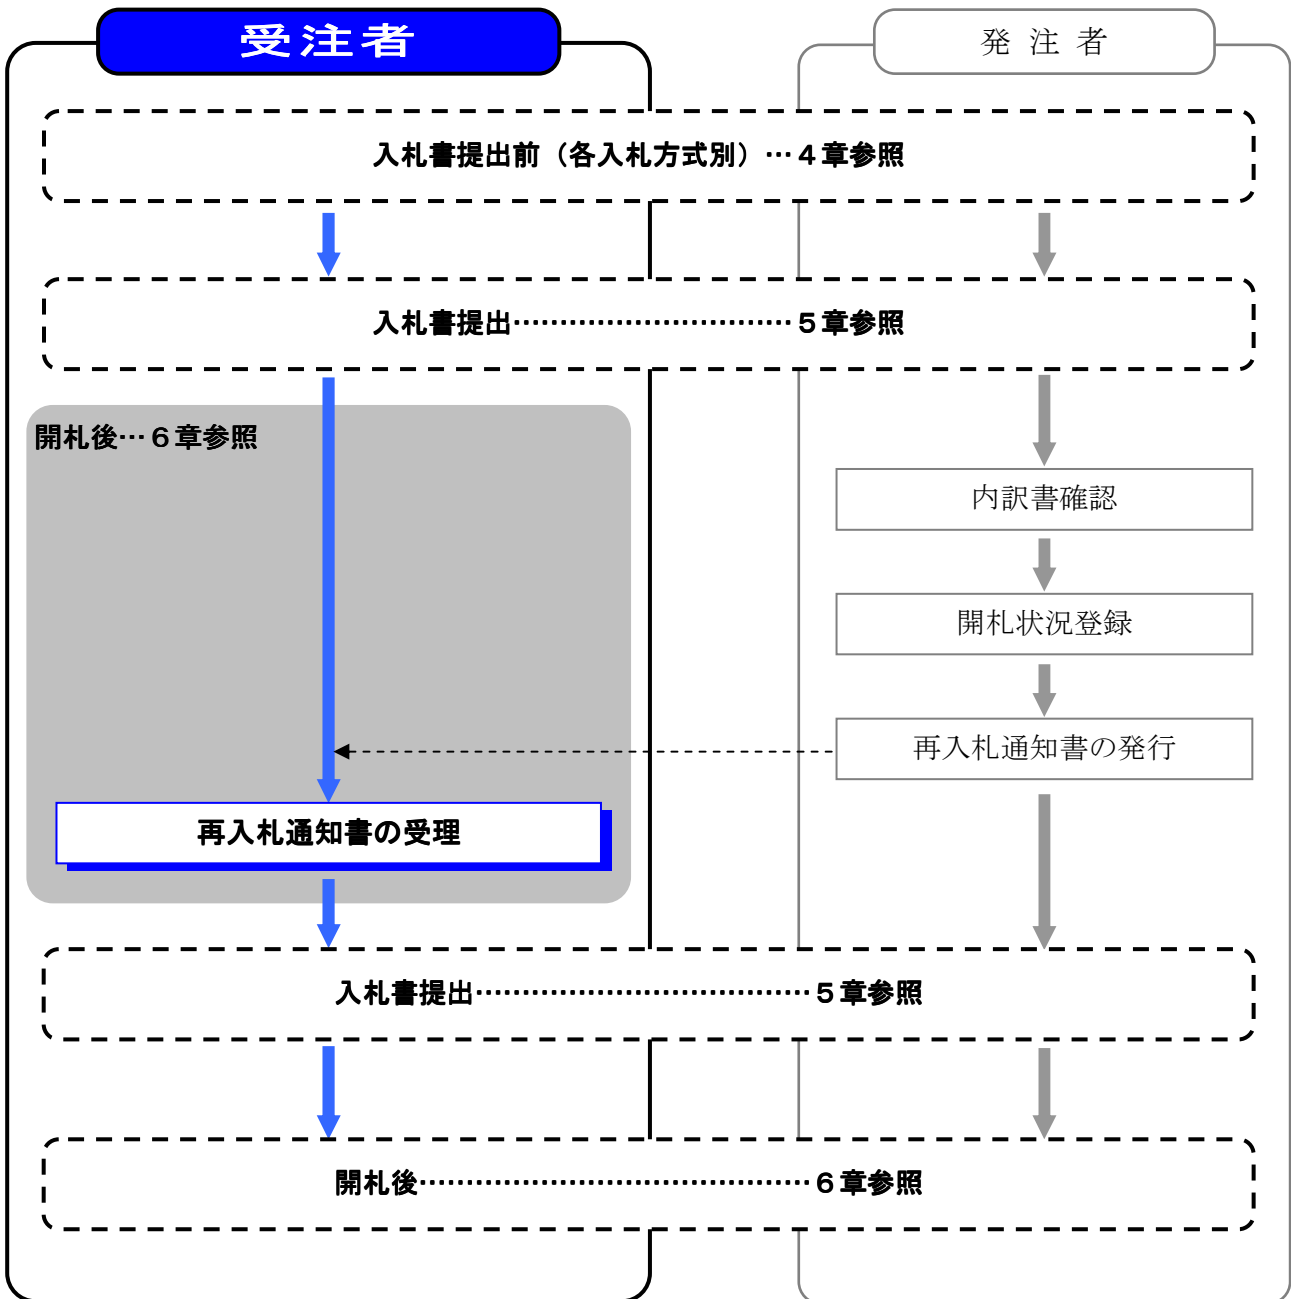 受注者
発 注 者
入札書提出前（各入札方式別）…４章参照
入札書提出…………………………５章参照
開札後…６章参照
内訳書確認
開札状況登録
再入札通知書の発行
再入札通知書の受理
入札書提出………………………………５章参照
開札後……………………………………６章参照